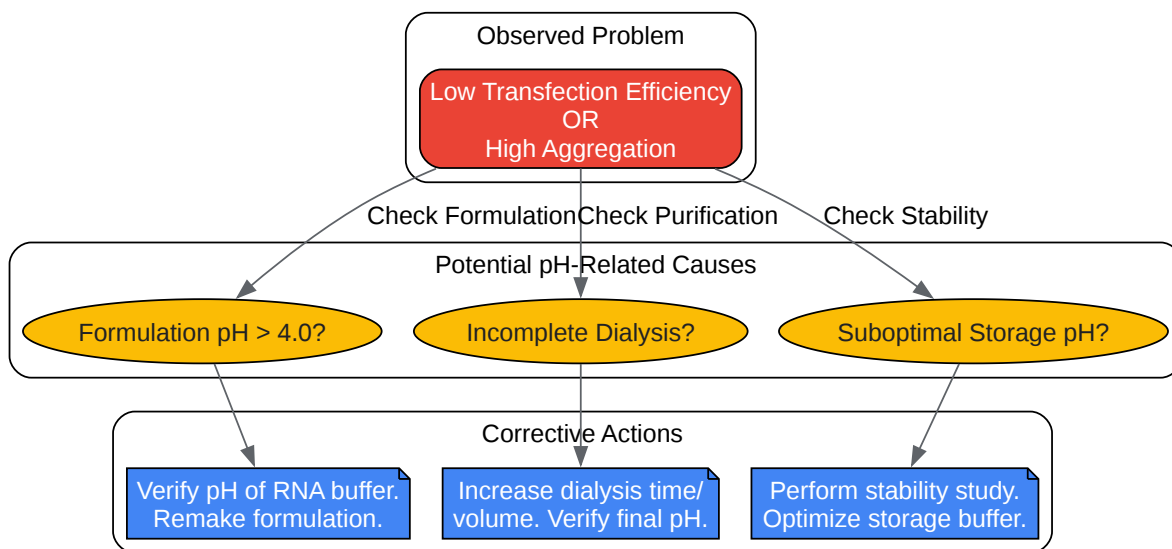 Observed Problem
Low Transfection Efficiency
OR
High Aggregation
Check Formulation
Check Purification
Check Stability
Potential pH-Related Causes
Formulation pH > 4.0?
Incomplete Dialysis?
Suboptimal Storage pH?
Corrective Actions
Verify pH of RNA buffer.
Remake formulation.
Increase dialysis time/
volume. Verify final pH.
Perform stability study.
Optimize storage buffer.